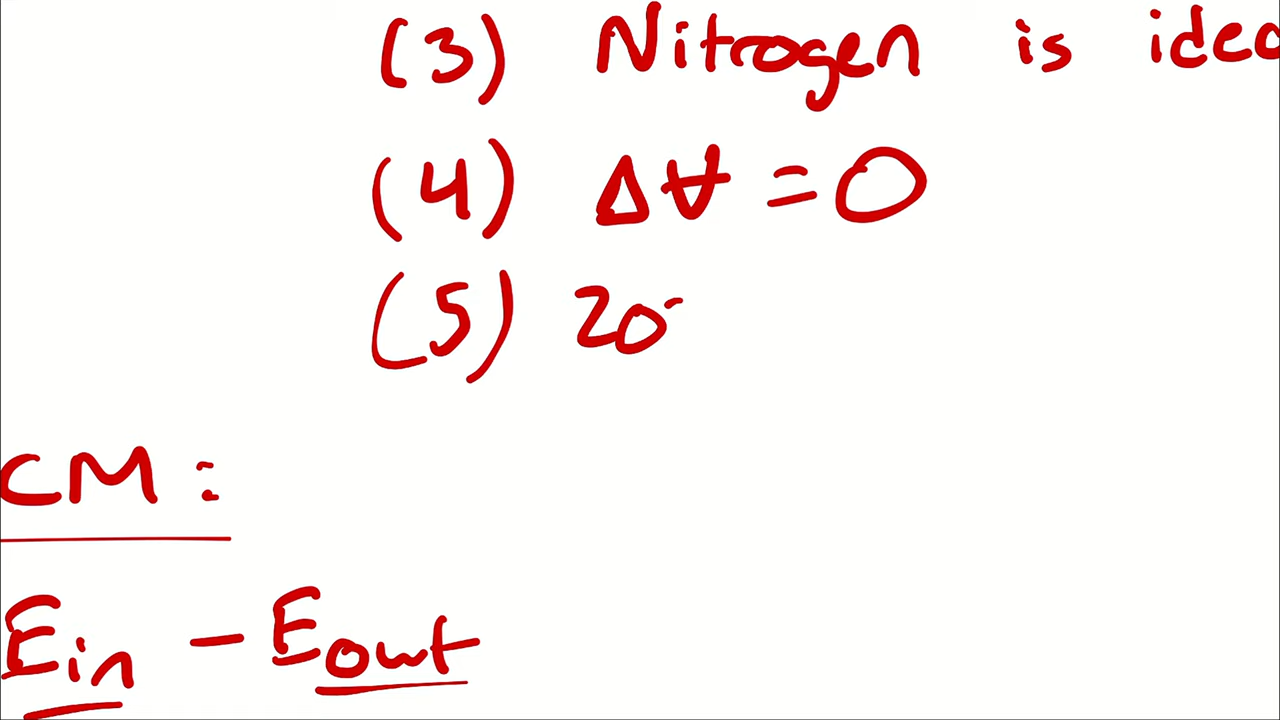 (3) Nitrogen is idea
(4) ΔV = 0
(5) 20
CM:
Ein - Eout